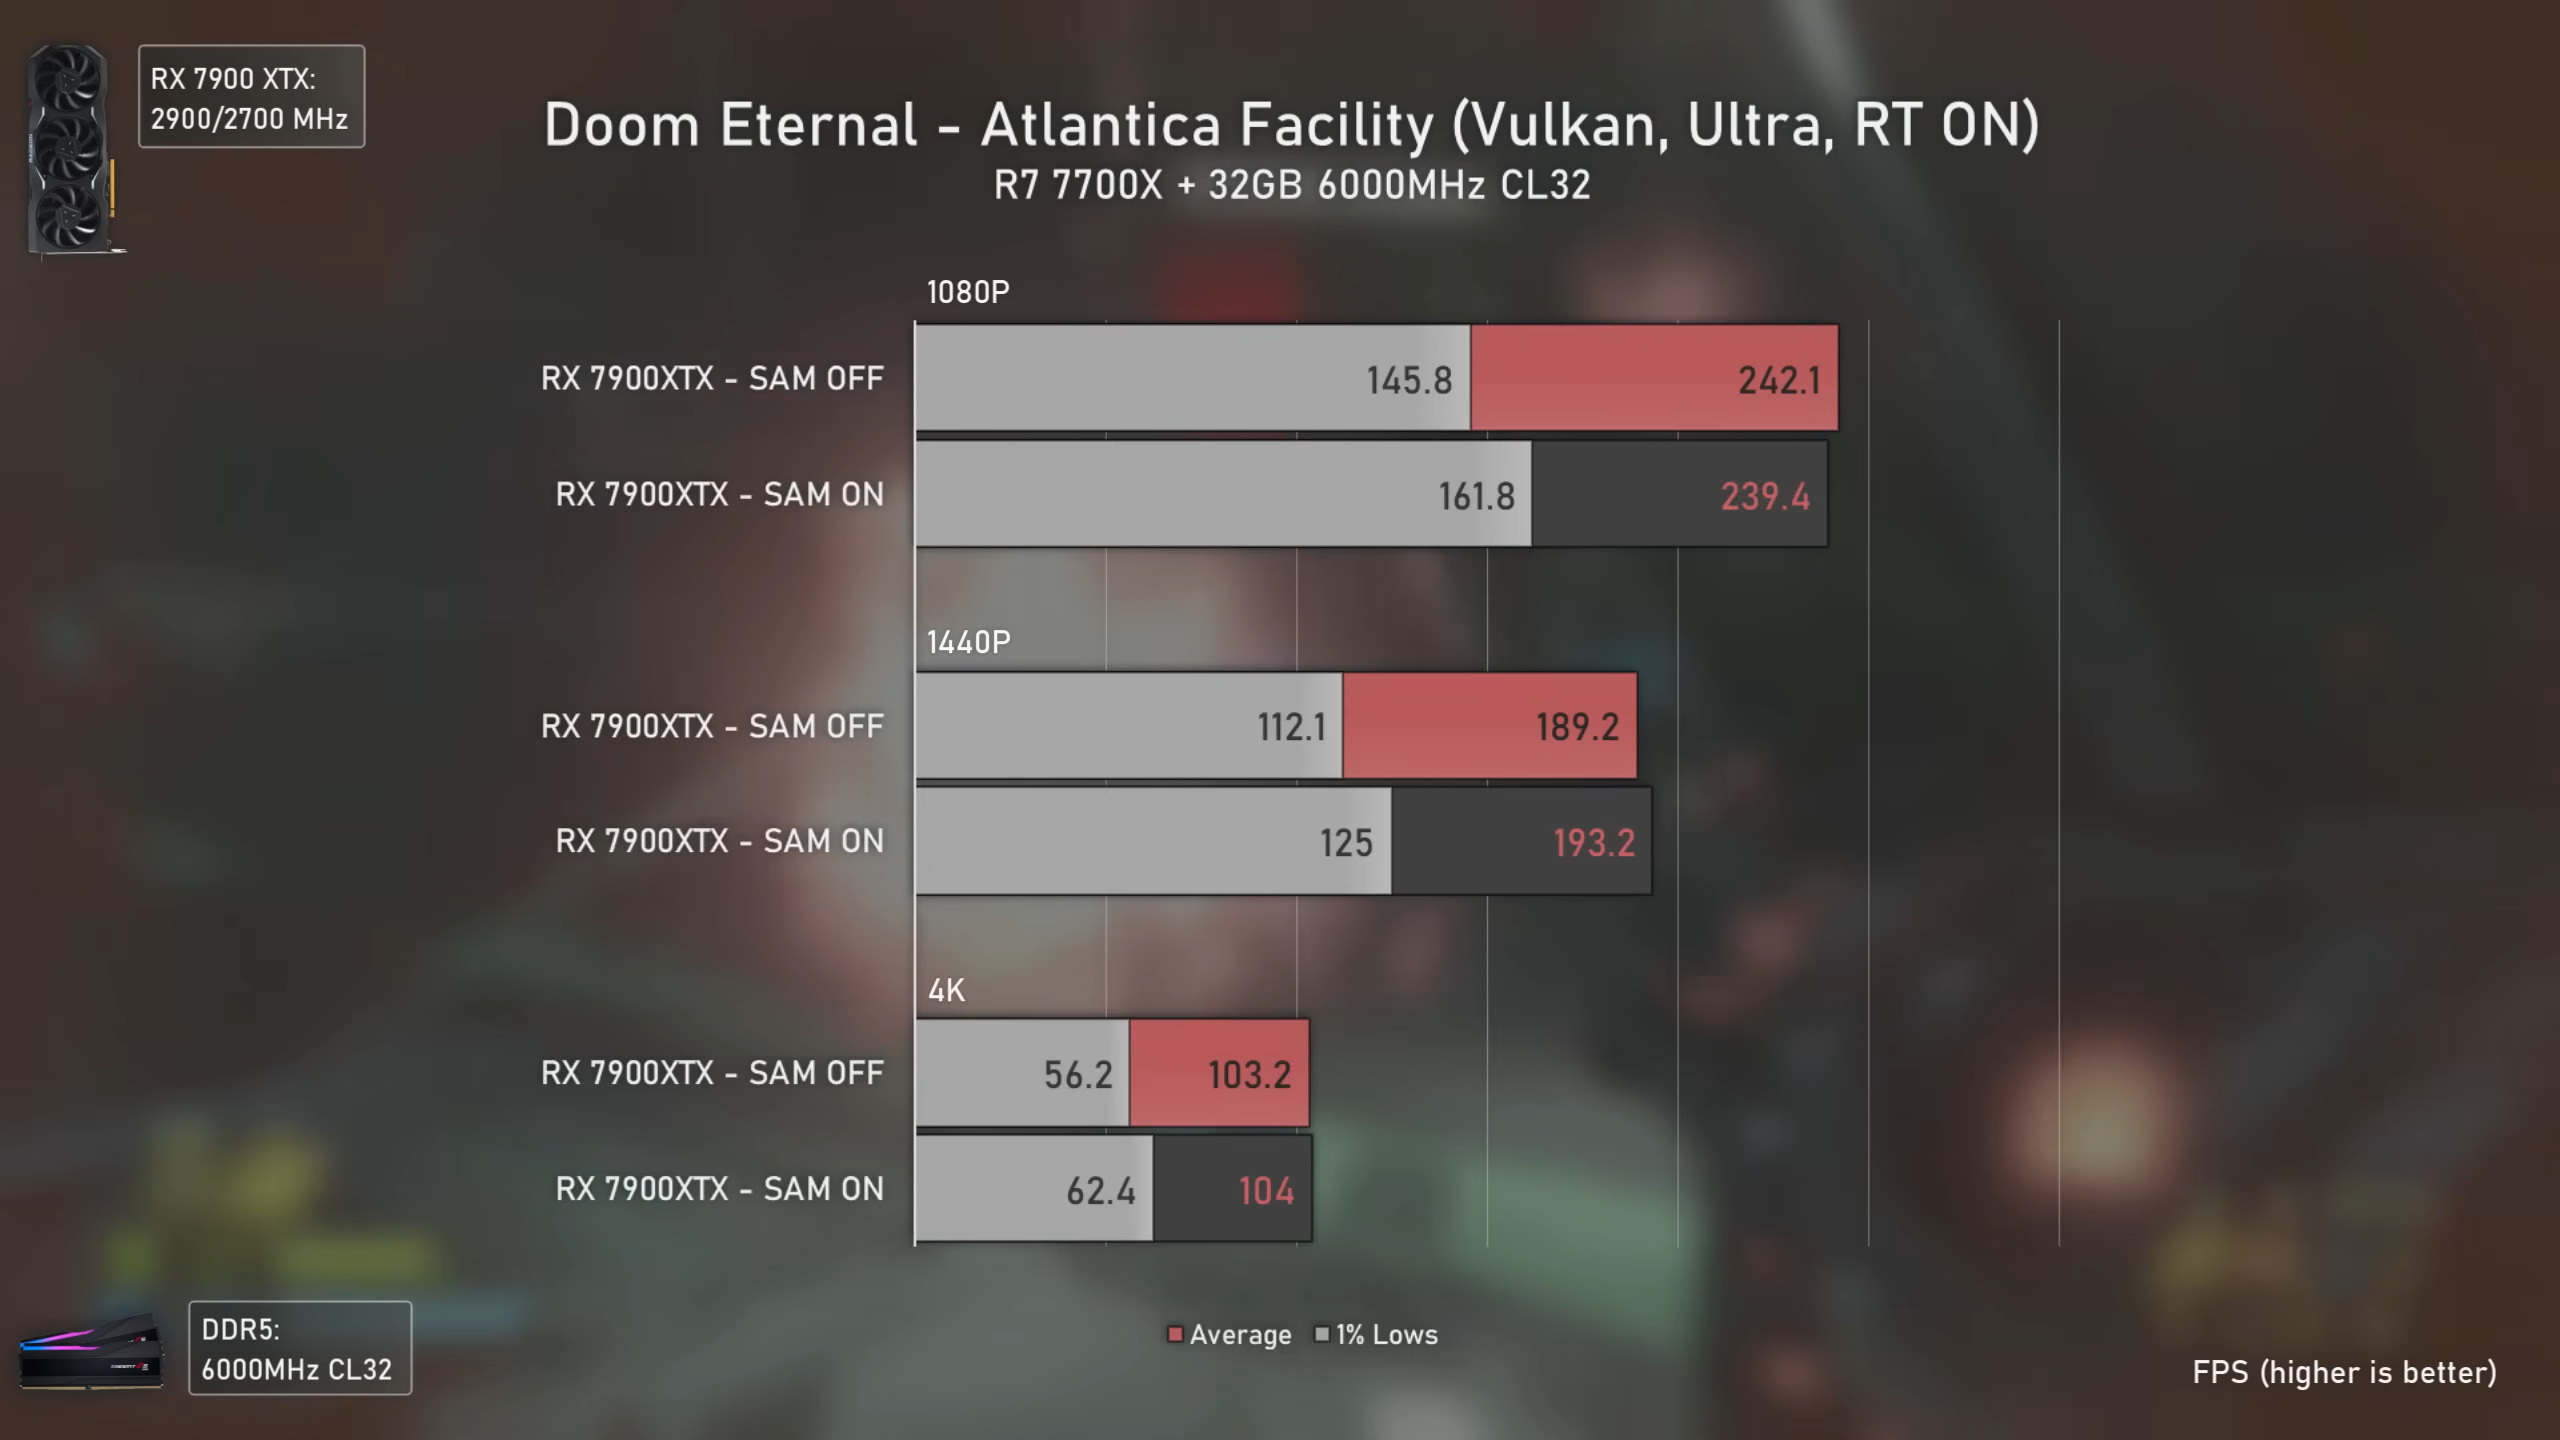 RX 7900 XTX:
2900/2700 MHz
Doom Eternal - Atlantica Facility (Vulkan, Ultra, RT ON)
R7 7700X + 32GB 6000MHz CL32
1080P
RX 7900XTX - SAM OFF
145.8
242.1
RX 7900XTX - SAM ON
161.8
239.4
1440P
RX 7900XTX - SAM OFF
112.1
189.2
RX 7900XTX - SAM ON
125
193.2
4K
RX 7900XTX - SAM OFF
56.2
103.2
RX 7900XTX - SAM ON
62.4
104
DDR5:
6000MHz CL32
Average
1% Lows
FPS (higher is better)